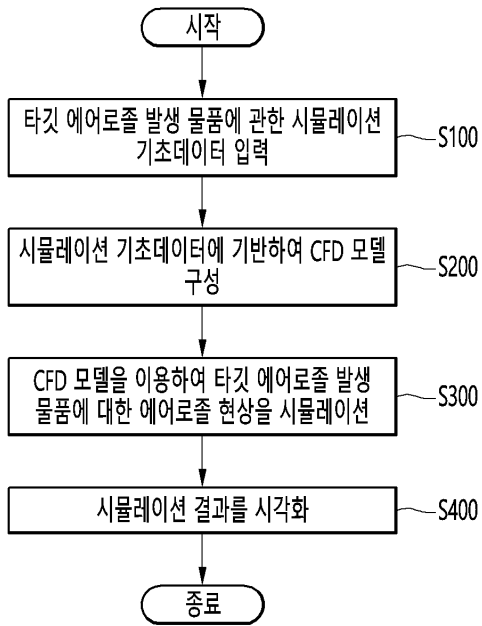 시작
타깃 에어로졸 발생 물품에 관한 시뮬레이션
기초데이터 입력
S100
시뮬레이션 기초데이터에 기반하여 CFD 모델
구성
S200
CFD 모델을 이용하여 타깃 에어로졸 발생
물품에 대한 에어로졸 현상을 시뮬레이션
S300
시뮬레이션 결과를 시각화
S400
종료